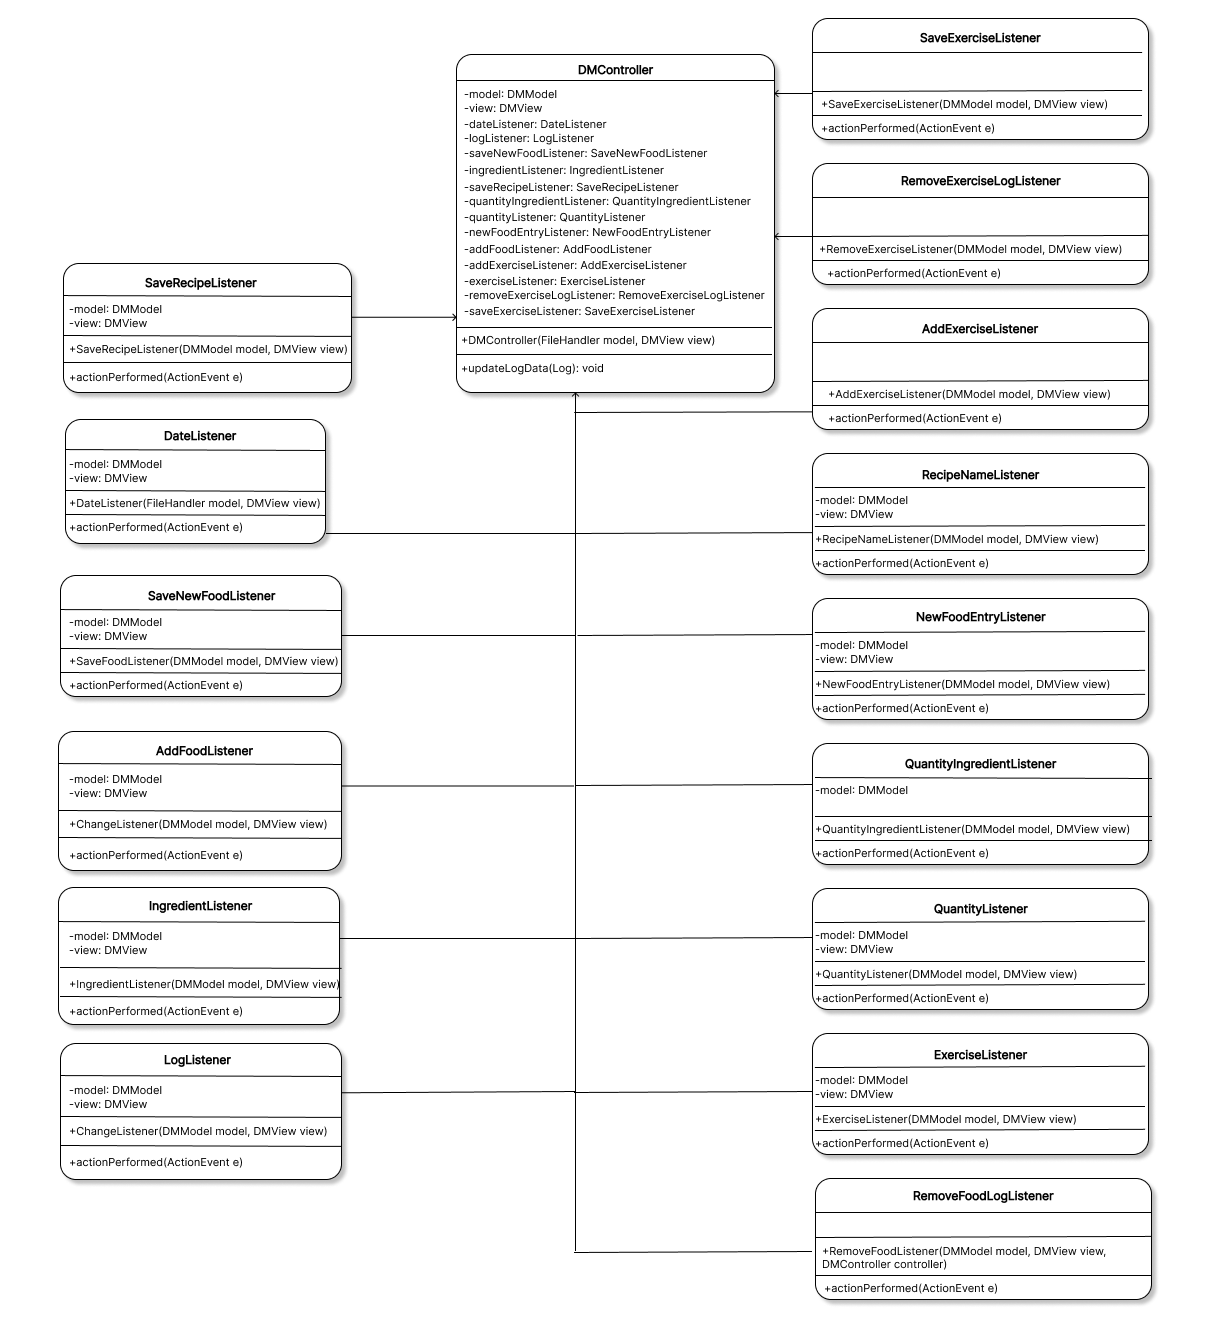 SaveExerciseListener
+SaveExerciseListener(DMModel model, DMView view)
+actionPerformed(ActionEvent e)
DMController
-model: DMModel
-view: DMView
-dateListener: DateListener
-logListener: LogListener
-saveNewFoodListener: SaveNewFoodListener
-ingredientListener: IngredientListener
-saveRecipeListener: SaveRecipeListener
-quantityIngredientListener: QuantityIngredientListener
-quantityListener: QuantityListener
-newFoodEntryListener: NewFoodEntryListener
-addFoodListener: AddFoodListener
-addExerciseListener: AddExerciseListener
-exerciseListener: ExerciseListener
-removeExerciseLogListener: RemoveExerciseLogListener
-saveExerciseListener: SaveExerciseListener
+DMController(FileHandler model, DMView view)
+updateLogData(Log): void
RemoveExerciseLogListener
+RemoveExerciseListener(DMModel model, DMView view)
+actionPerformed(ActionEvent e)
SaveRecipeListener
-model: DMModel
-view: DMView
+SaveRecipeListener(DMModel model, DMView view)
+actionPerformed(ActionEvent e)
AddExerciseListener
+AddExerciseListener(DMModel model, DMView view)
+actionPerformed(ActionEvent e)
DateListener
-model: DMModel
-view: DMView
+DateListener(FileHandler model, DMView view)
+actionPerformed(ActionEvent e)
RecipeNameListener
-model: DMModel
-view: DMView
+RecipeNameListener(DMModel model, DMView view)
+actionPerformed(ActionEvent e)
SaveNewFoodListener
-model: DMModel
-view: DMView
+SaveFoodListener(DMModel model, DMView view)
+actionPerformed(ActionEvent e)
NewFoodEntryListener
-model: DMModel
-view: DMView
+NewFoodEntryListener(DMModel model, DMView view)
+actionPerformed(ActionEvent e)
AddFoodListener
-model: DMModel
-view: DMView
+ChangeListener(DMModel model, DMView view)
+actionPerformed(ActionEvent e)
QuantityIngredientListener
-model: DMModel
+QuantityIngredientListener(DMModel model, DMView view)
+actionPerformed(ActionEvent e)
IngredientListener
-model: DMModel
-view: DMView
+IngredientListener(DMModel model, DMView view)
+actionPerformed(ActionEvent e)
QuantityListener
-model: DMModel
-view: DMView
+QuantityListener(DMModel model, DMView view)
+actionPerformed(ActionEvent e)
LogListener
-model: DMModel
-view: DMView
+ChangeListener(DMModel model, DMView view)
+actionPerformed(ActionEvent e)
ExerciseListener
-model: DMModel
-view: DMView
+ExerciseListener(DMModel model, DMView view)
+actionPerformed(ActionEvent e)
RemoveFoodLogListener
+RemoveFoodListener(DMModel model, DMView view,
DMController controller)
+actionPerformed(ActionEvent e)